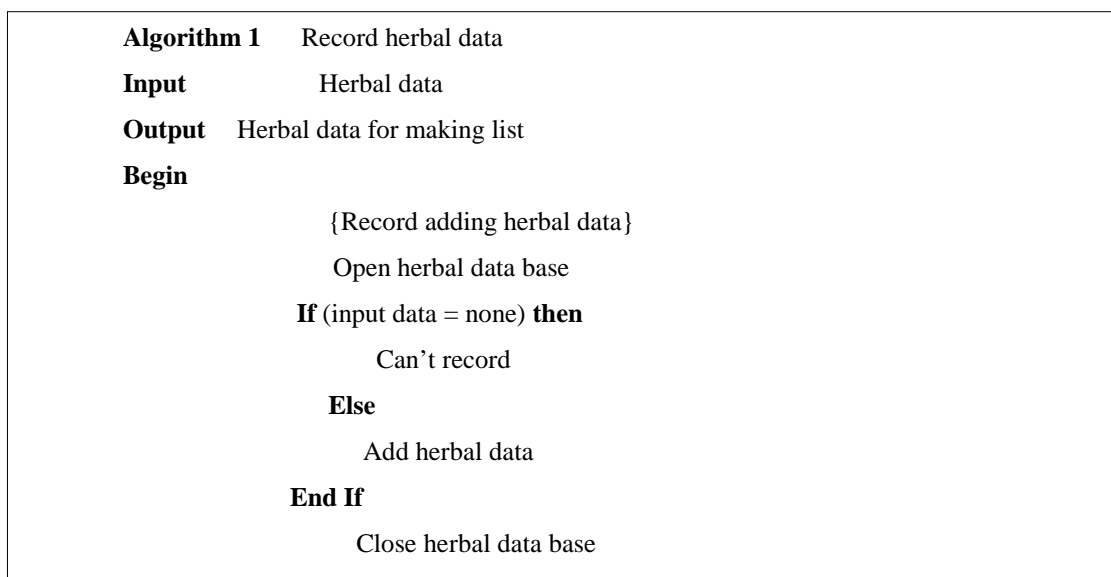 Algorithm 1 Record herbal data
Input Herbal data
Output Herbal data for making list
Begin
{Record adding herbal data}
Open herbal data base
If (input data = none) then
Can’t record
Else
Add herbal data
End If
Close herbal data base